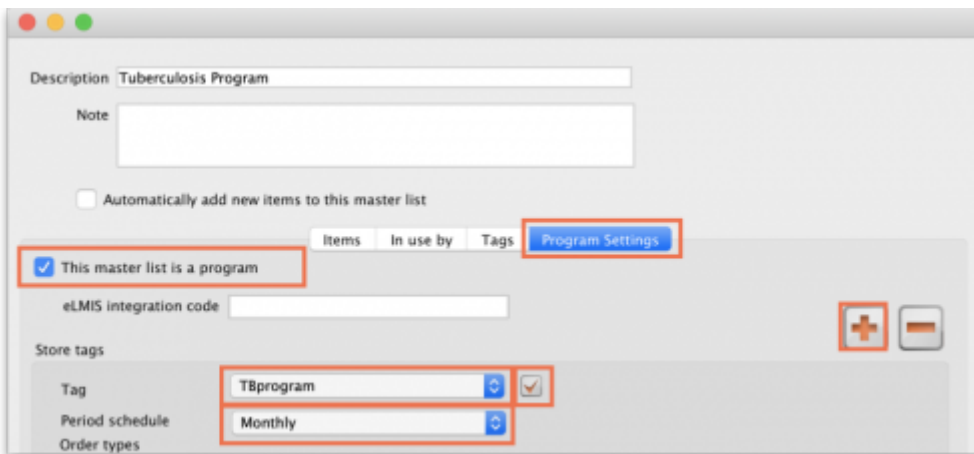 Description Tuberculosis Program
Note
Automatically add new items to this master list
Items In use by Tags Program Settings
This master list is a program
eLMIS integration code
Store tags
Tag TBprogram
Period schedule Monthly
Order types